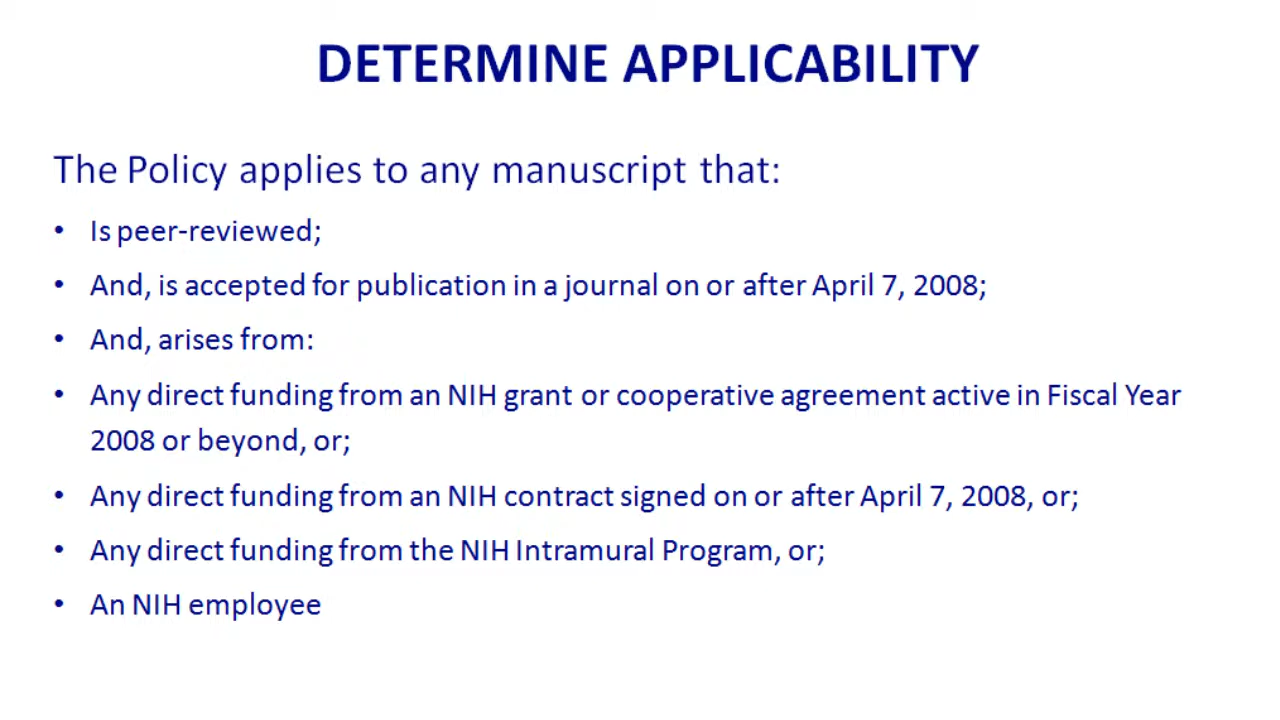 DETERMINE APPLICABILITY
The Policy applies to any manuscript that:
• Is peer-reviewed;
• And, is accepted for publication in a journal on or after April 7, 2008;
• And, arises from:
• Any direct funding from an NIH grant or cooperative agreement active in Fiscal Year
2008 or beyond, or;
• Any direct funding from an NIH contract signed on or after April 7, 2008, or;
• Any direct funding from the NIH Intramural Program, or;
• An NIH employee